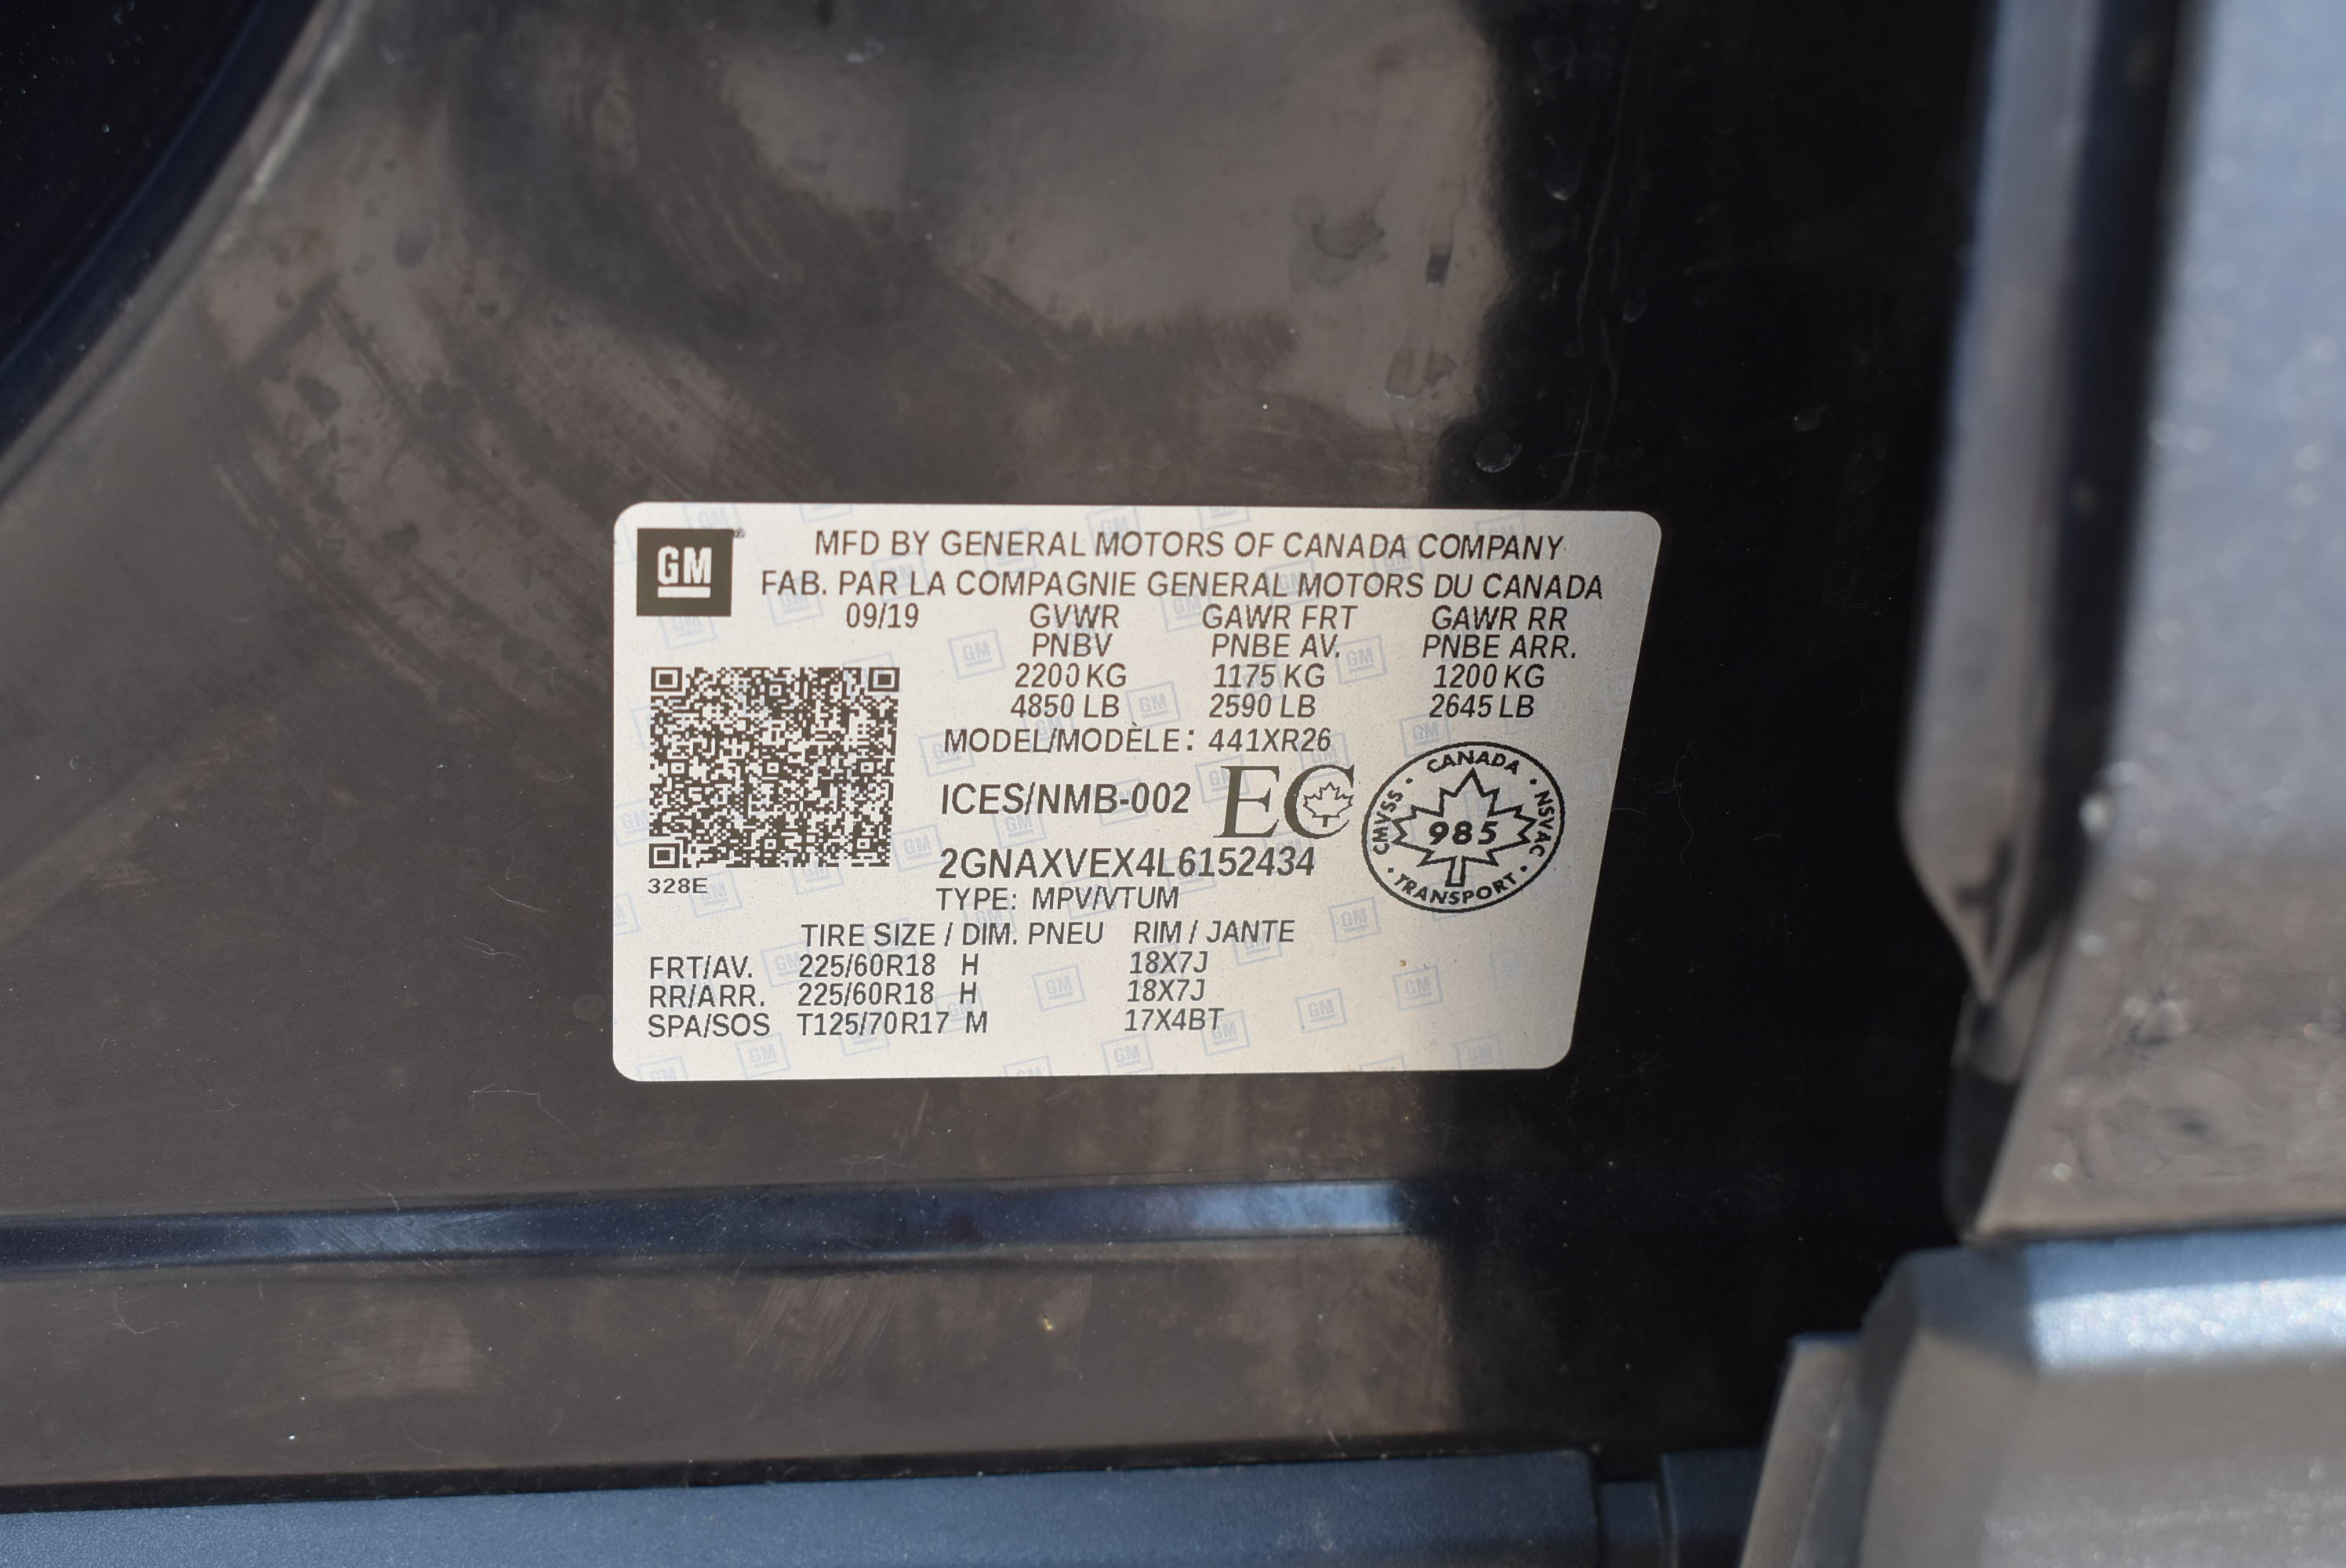 GM
MFD BY GENERAL MOTORS OF CANADA COMPANY
FAB. PAR LA COMPAGNIE GENERAL MOTORS DU CANADA
09/19 GVWR GAWR FRT GAWR RR
PNBV PNBE AV. PNBE ARR.
2200 KG 1175 KG 1200 KG
4850 LB 2590 LB 2645 LB
MODEL/MODÈLE: 441XR26
ICES/NMB-002 EC
CANADA
CMVSS 985 NSVAC
TRANSPORT
2GNAXVEX4L6152434
328E
TYPE: MPV/VTUM
TIRE SIZE / DIM. PNEU RIM / JANTE
FRT/AV. 225/60R18 H 18X7J
RR/ARR. 225/60R18 H 18X7J
SPA/SOS T125/70R17 M 17X4BT